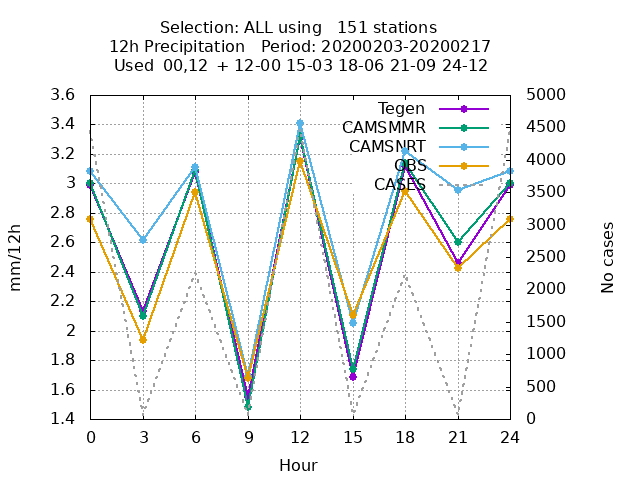 Selection: ALL using   151 stations
12h Precipitation   Period: 20200203-20200217
Used  00,12  + 12-00 15-03 18-06 21-09 24-12
3.6
3.4
3.2
3
2.8
2.6
2.4
2.2
2
1.8
1.6
1.4
mm/12h
Tegen
CAMSMMR
CAMSNRT
OBS
CASES
5000
4500
4000
3500
3000
2500
2000
1500
1000
500
0
No cases
0 3 6 9 12 15 18 21 24
Hour